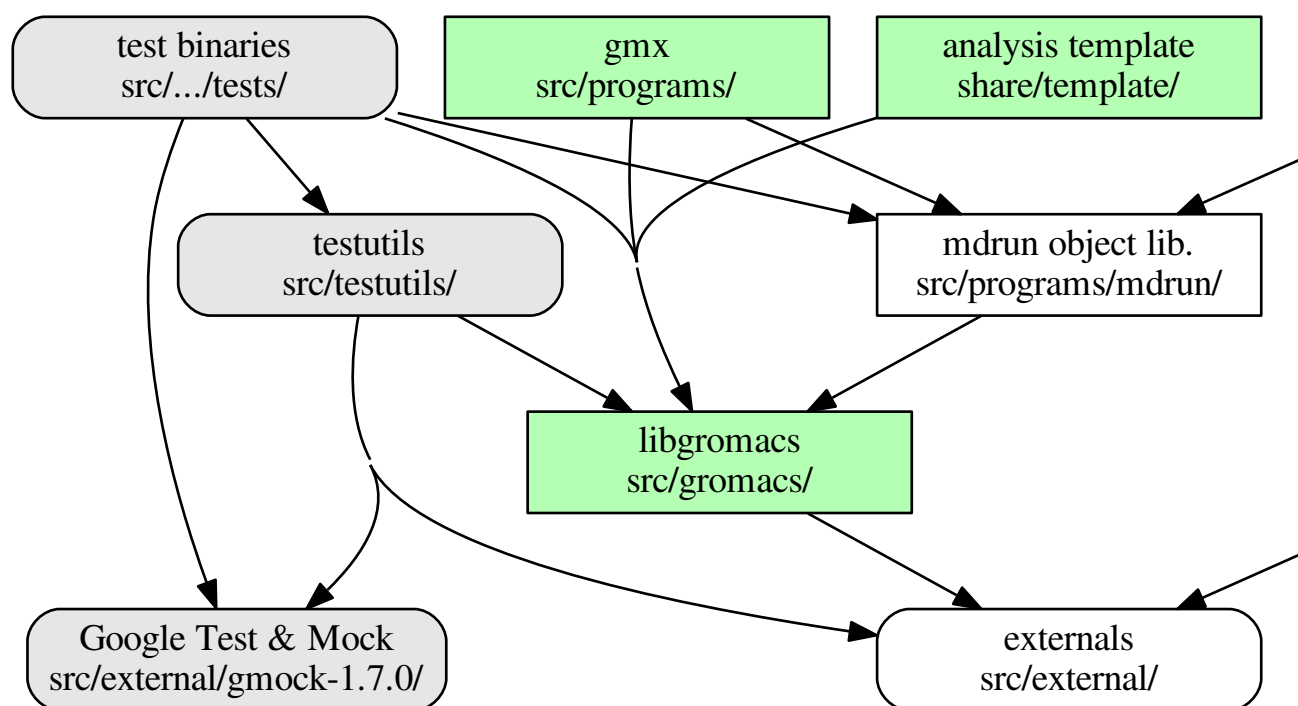 test binaries
src/.../tests/
gmx
src/programs/
analysis template
share/template/
testutils
src/testutils/
mdrun object lib.
src/programs/mdrun/
libgromacs
src/gromacs/
Google Test & Mock
src/external/gmock-1.7.0/
externals
src/external/